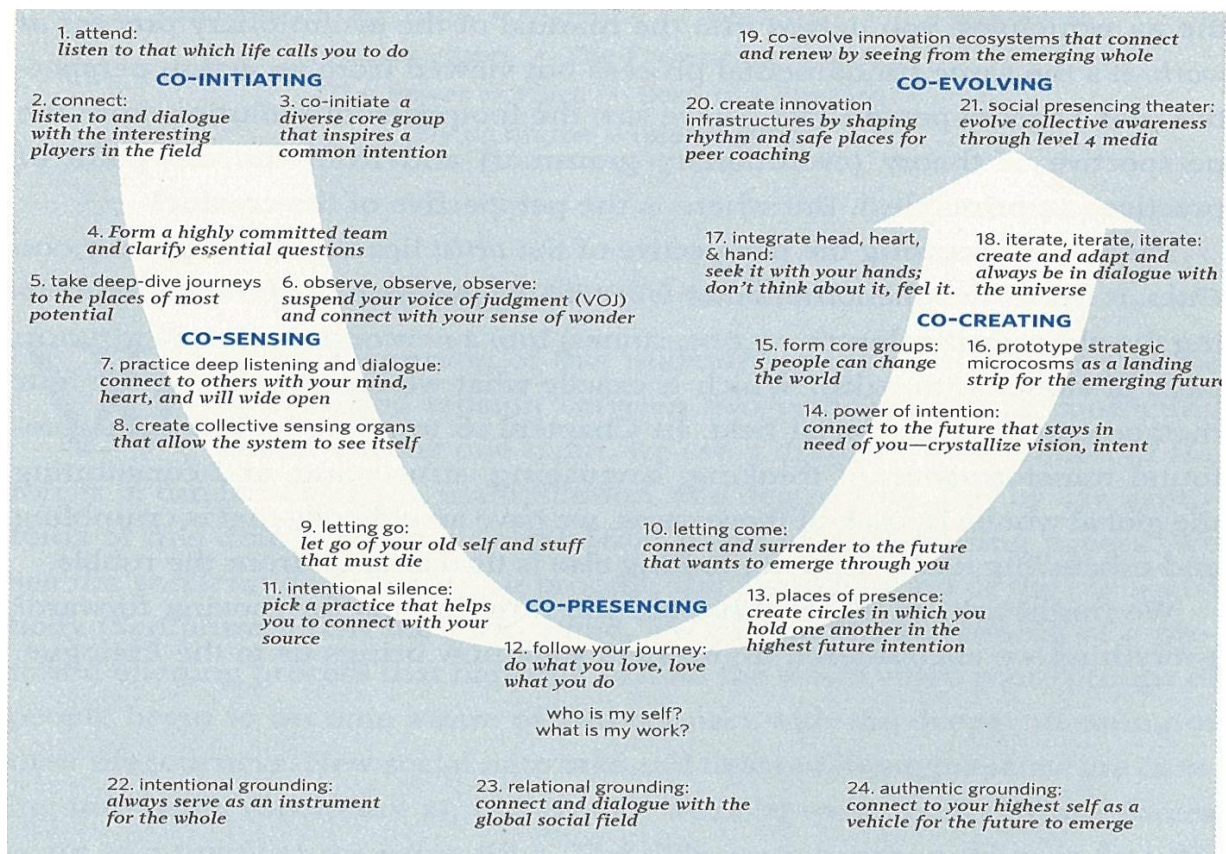 1. attend:
listen to that which life calls you to do
CO-INITIATING
2. connect:
listen to and dialogue
with the interesting
players in the field
3. co-initiate a
diverse core group
that inspires a
common intention
4. Form a highly committed team
and clarify essential questions
5. take deep-dive journeys
to the places of most
potential
6. observe, observe, observe:
suspend your voice of judgment (VOJ)
and connect with your sense of wonder
CO-SENSING
7. practice deep listening and dialogue:
connect to others with your mind,
heart, and will wide open
8. create collective sensing organs
that allow the system to see itself
9. letting go:
let go of your old self and stuff
that must die
10. letting come:
connect and surrender to the future
that wants to emerge through you
11. intentional silence:
pick a practice that helps
you to connect with your
source
CO-PRESENCING
12. follow your journey:
do what you love, love
what you do
13. places of presence:
create circles in which you
hold one another in the
highest future intention
who is my self?
what is my work?
14. power of intention:
connect to the future that stays in
need of you—crystallize vision, intent
15. form core groups:
5 people can change
the world
16. prototype strategic
microcosms as a landing
strip for the emerging future
CO-CREATING
17. integrate head, heart,
& hand:
seek it with your hands;
don't think about it, feel it.
18. iterate, iterate, iterate:
create and adapt and
always be in dialogue with
the universe
19. co-evolve innovation ecosystems that connect
and renew by seeing from the emerging whole
CO-EVOLVING
20. create innovation
infrastructures by shaping
rhythm and safe places for
peer coaching
21. social presencing theater:
evolve collective awareness
through level 4 media
22. intentional grounding:
always serve as an instrument
for the whole
23. relational grounding:
connect and dialogue with the
global social field
24. authentic grounding:
connect to your highest self as a
vehicle for the future to emerge